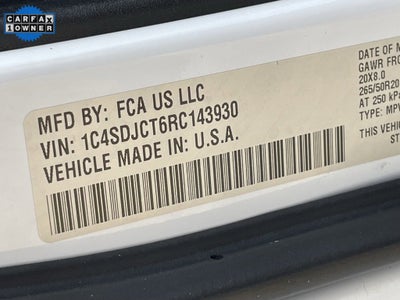 CARFAX
1 OWNER
MFD BY: FCA US LLC
VIN: 1C4SDJCT6RC143930
VEHICLE MADE IN: U.S.A.
DATE OF M
GAWR FRO
20X8.0
265/50R20
AT 250 kPa
TYPE: MPV
THIS VEHIC
ST